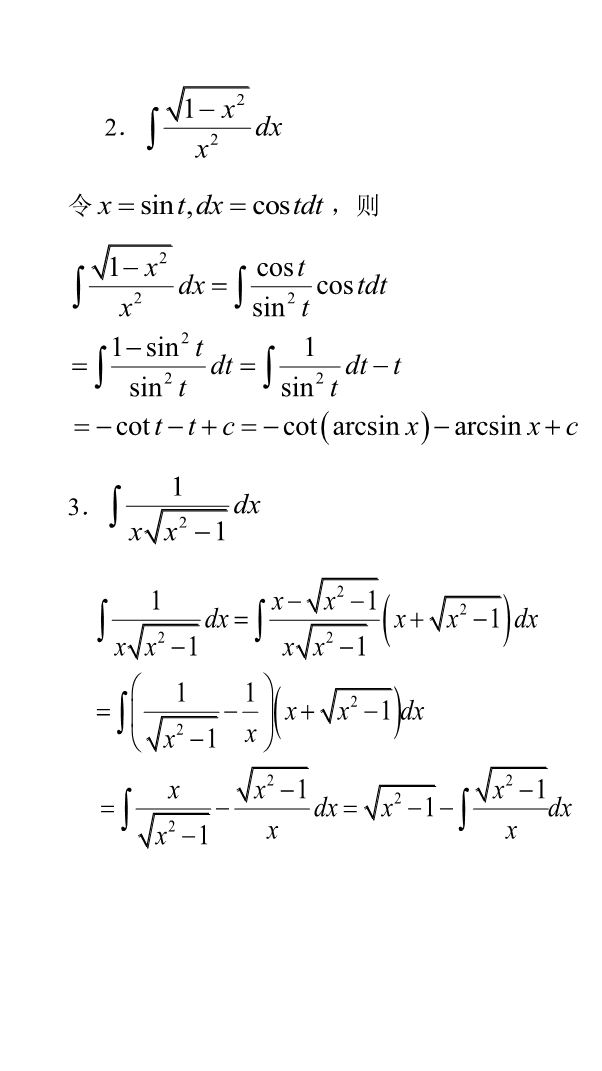 2. ∫ √(1−x²)/x² dx
令 x = sin t, dx = cos tdt ，则
∫ √(1−x²)/x² dx = ∫ cos t/sin² t cos tdt
= ∫ (1−sin² t)/sin² t dt = ∫ 1/sin² t dt − t
= −cot t − t + c = −cot(arcsin x) − arcsin x + c
3. ∫ 1/(x√(x²−1)) dx
∫ 1/(x√(x²−1)) dx = ∫ (x−√(x²−1))/(x√(x²−1)) (x+√(x²−1)) dx
= ∫ (1/√(x²−1) − 1/x)(x+√(x²−1)) dx
= ∫ x/√(x²−1) − √(x²−1)/x dx = √(x²−1) − ∫ √(x²−1)/x dx